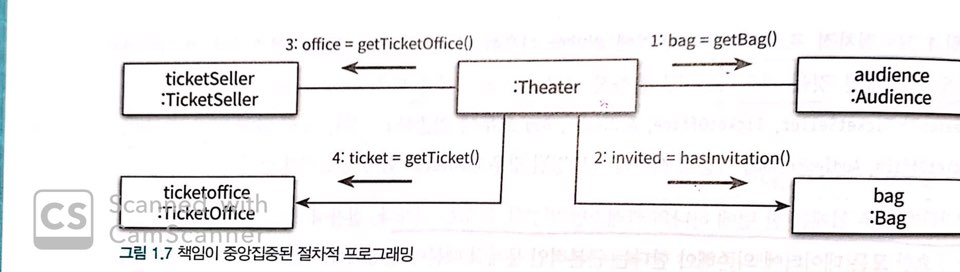 3: office = getTicketOffice()
1: bag = getBag()
ticketSeller
:TicketSeller
:Theater
audience
:Audience
4: ticket = getTicket()
2: invited = hasInvitation()
ticketoffice
:TicketOffice
bag
:Bag
CS
Scanned with
CamScanner
그림 1.7 책임이 중앙집중된 절차적 프로그래밍